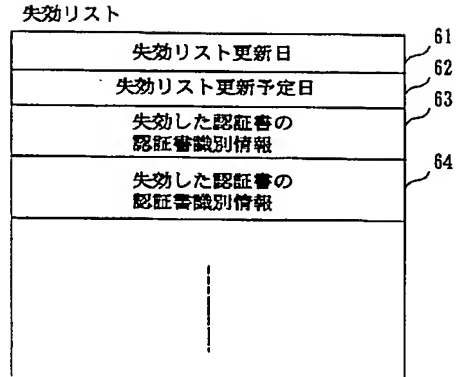 失効リスト
失効リスト更新日
61
失効リスト更新予定日
62
失効した認証書の
認証書識別情報
63
失効した認証書の
認証書識別情報
64